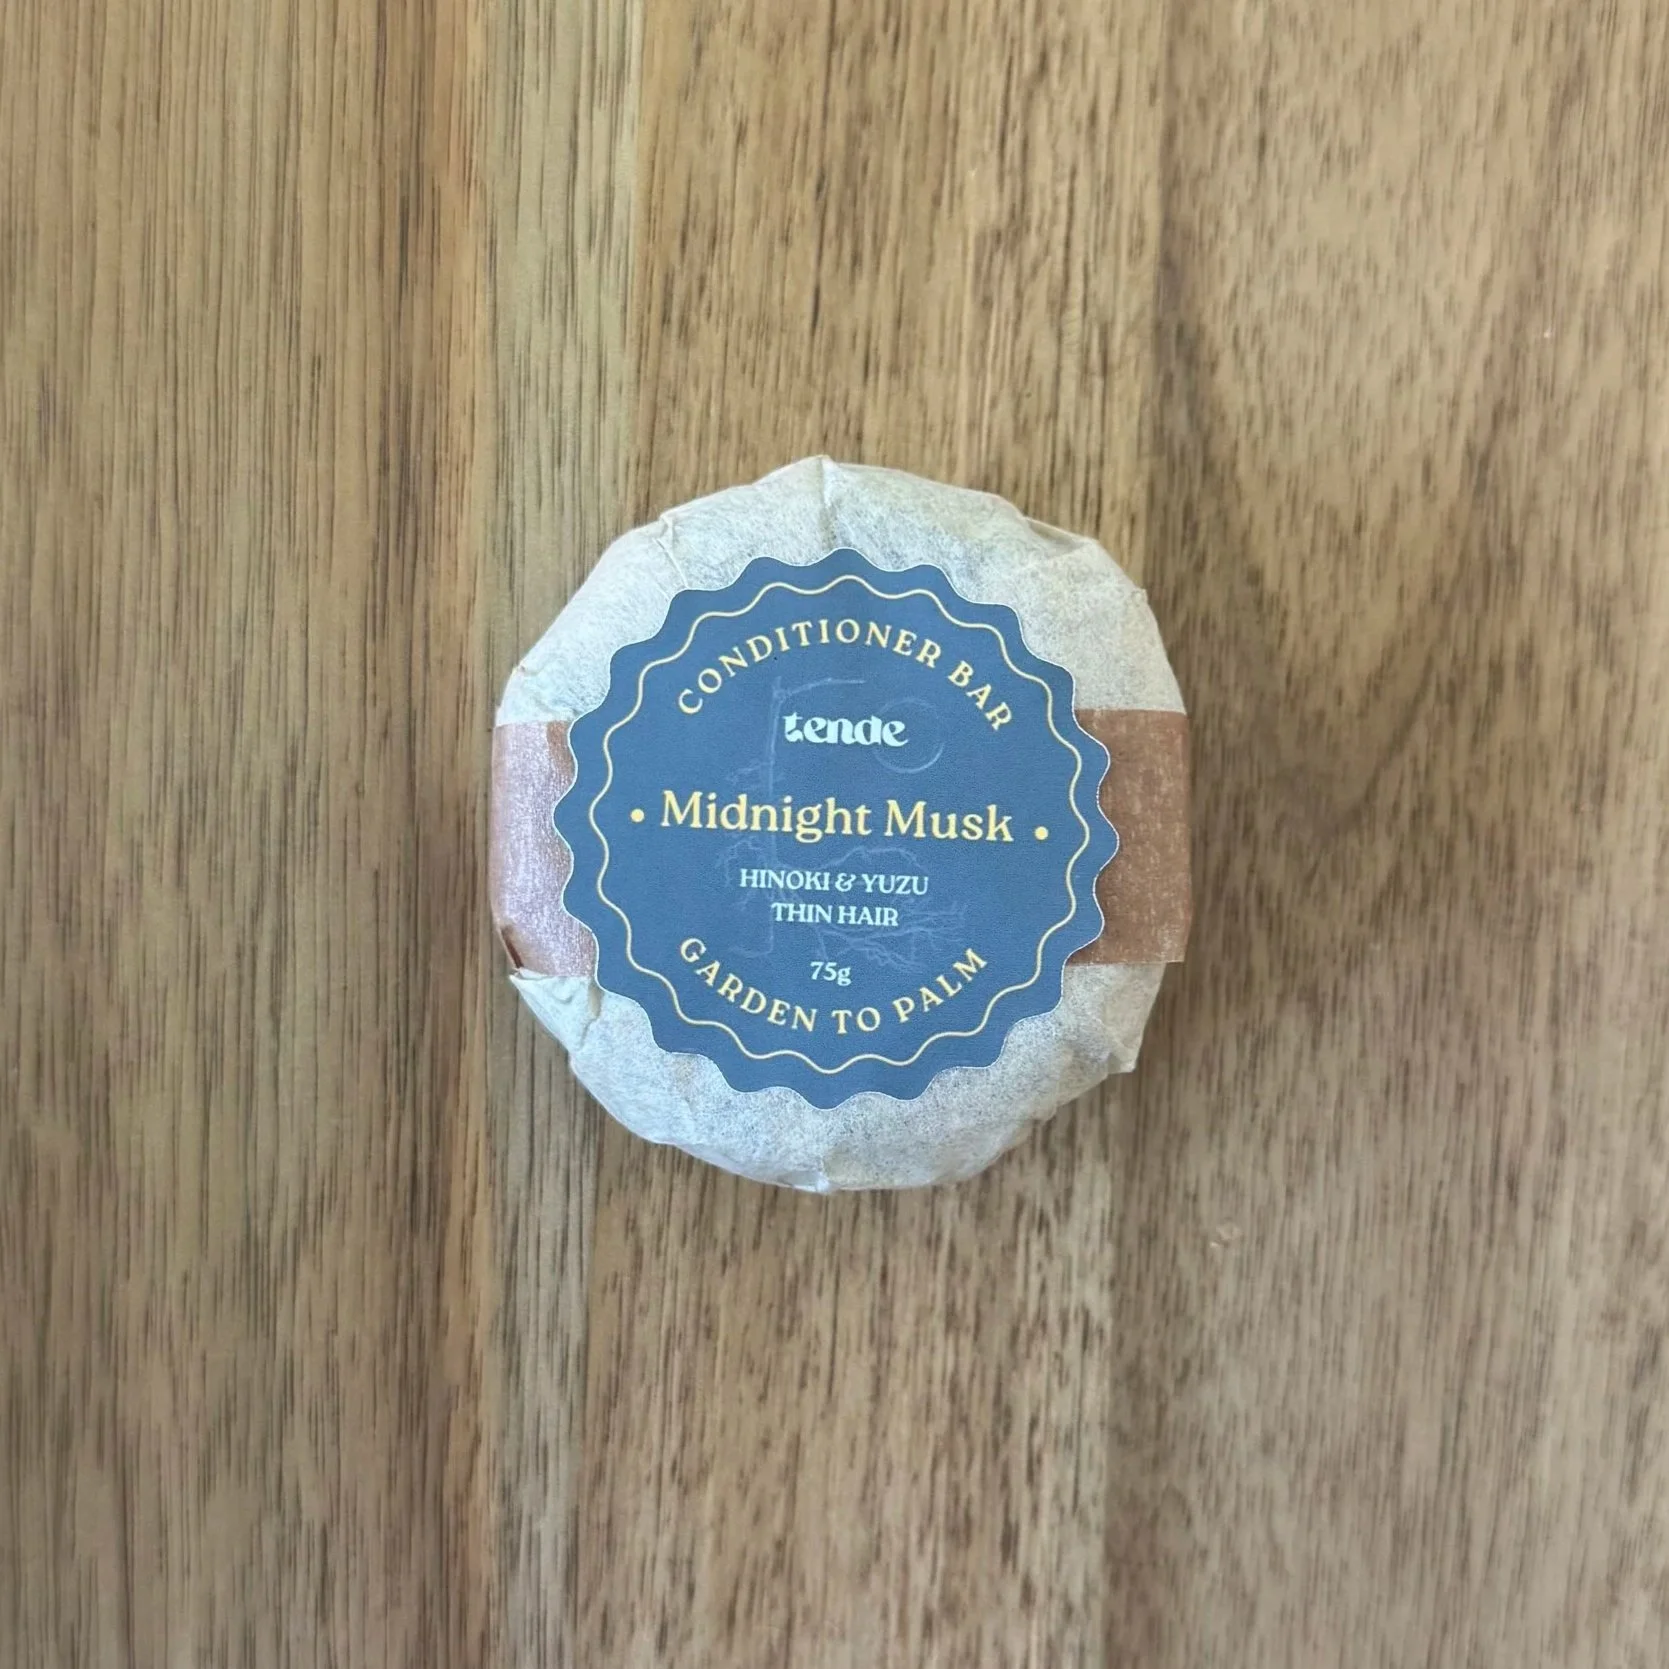 CONDITIONER BAR
tende
• Midnight Musk •
HINOKI & YUZU
THIN HAIR
75g
GARDEN TO PALM